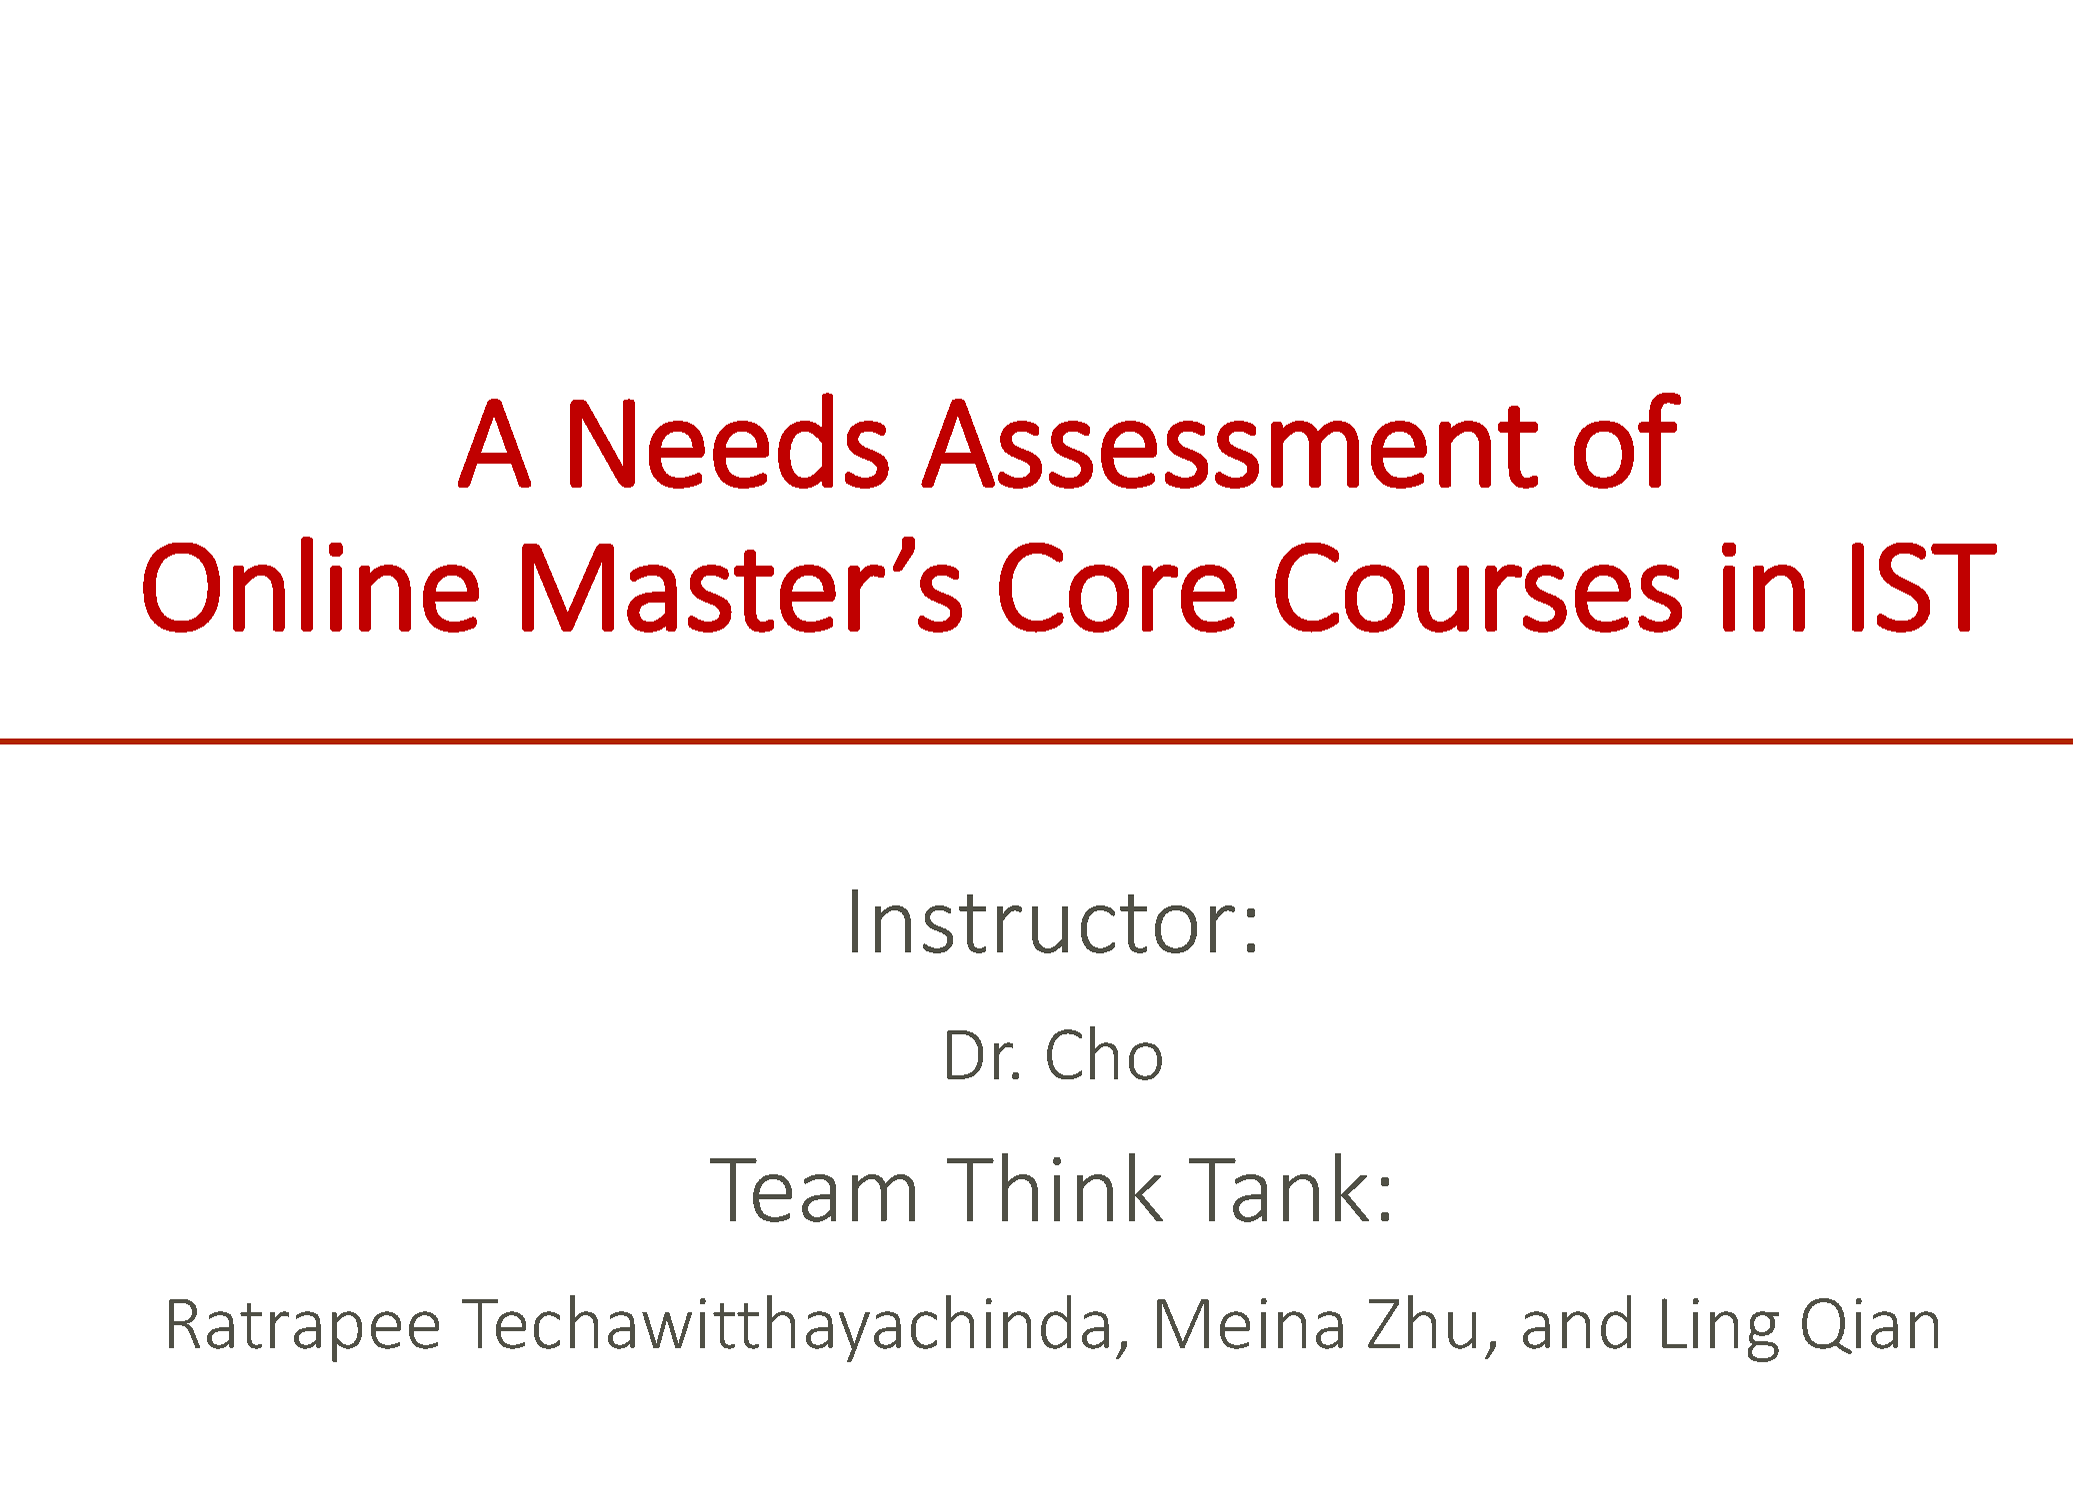 A Needs Assessment of
Online Master’s Core Courses in IST
Instructor:
Dr. Cho
Team Think Tank:
Ratrapee Techawitthayachinda, Meina Zhu, and Ling Qian